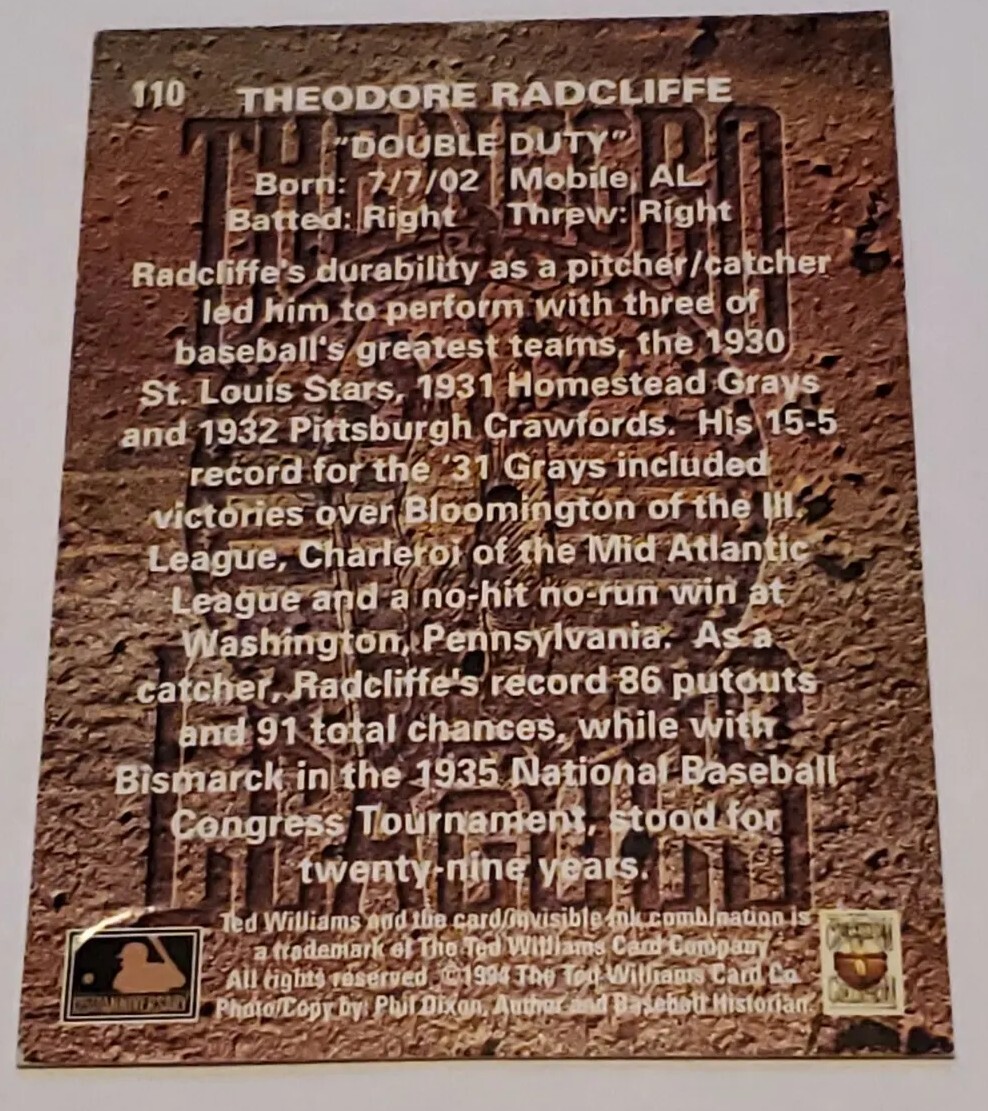 110 THEODORE RADCLIFFE
"DOUBLE DUTY"
Born: 7/7/02 Mobile, AL
Batted: Right Threw: Right
Radcliffe's durability as a pitcher/catcher
led him to perform with three of
baseball's greatest teams, the 1930
St. Louis Stars, 1931 Homestead Grays
and 1932 Pittsburgh Crawfords. His 15-5
record for the '31 Grays included
victories over Bloomington of the Ill.
League, Charleroi of the Mid Atlantic
League and a no-hit no-run win at
Washington, Pennsylvania. As a
catcher, Radcliffe's record 86 putouts
and 91 total chances, while with
Bismarck in the 1935 National Baseball
Congress Tournament, stood for
twenty-nine years.
Ted Williams and the card/invisible ink combination is
a trademark of The Ted Williams Card Company
All rights reserved ©1994 The Ted Williams Card Co.
Photo/Copy by: Phil Dixon, Author and Baseball Historian.
125TH ANNIVERSARY
THE NEGRO
LEAGUES